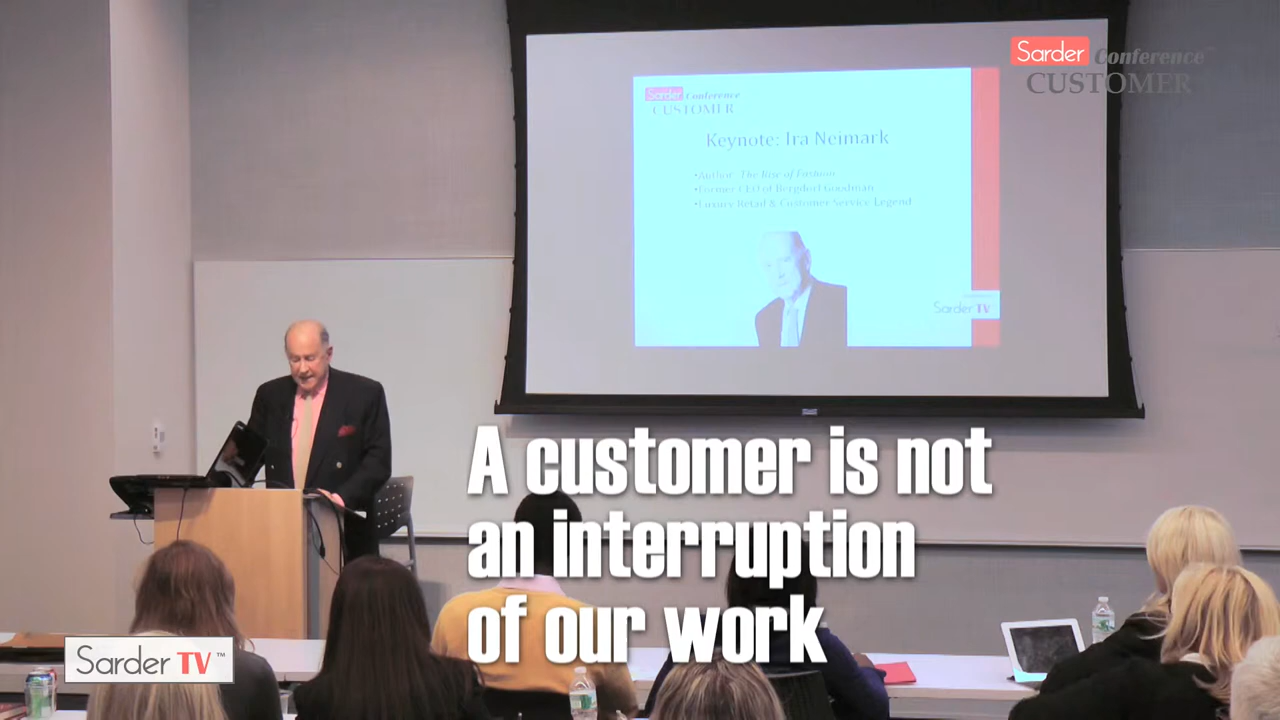 Sarder Conference
CUSTOMER
Sarder Conference
CUSTOMER
Keynote: Ira Neimark
•Author: The Rise of Fashion
•Former CEO of Bergdorf Goodman
•Luxury Retail & Customer Service Legend
Sarder TV
A customer is not
an interruption
of our work
Sarder TV™